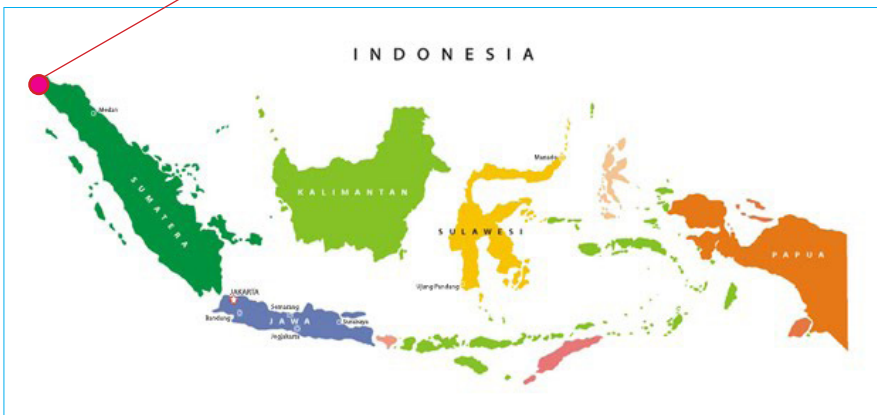 INDONESIA
Medan
SUMATERA
KALIMANTAN
Manado
SULAWESI
PAPUA
Ujung Pandang
JAKARTA
Semarang
Bandung
JAWA
Surabaya
Jogjakarta